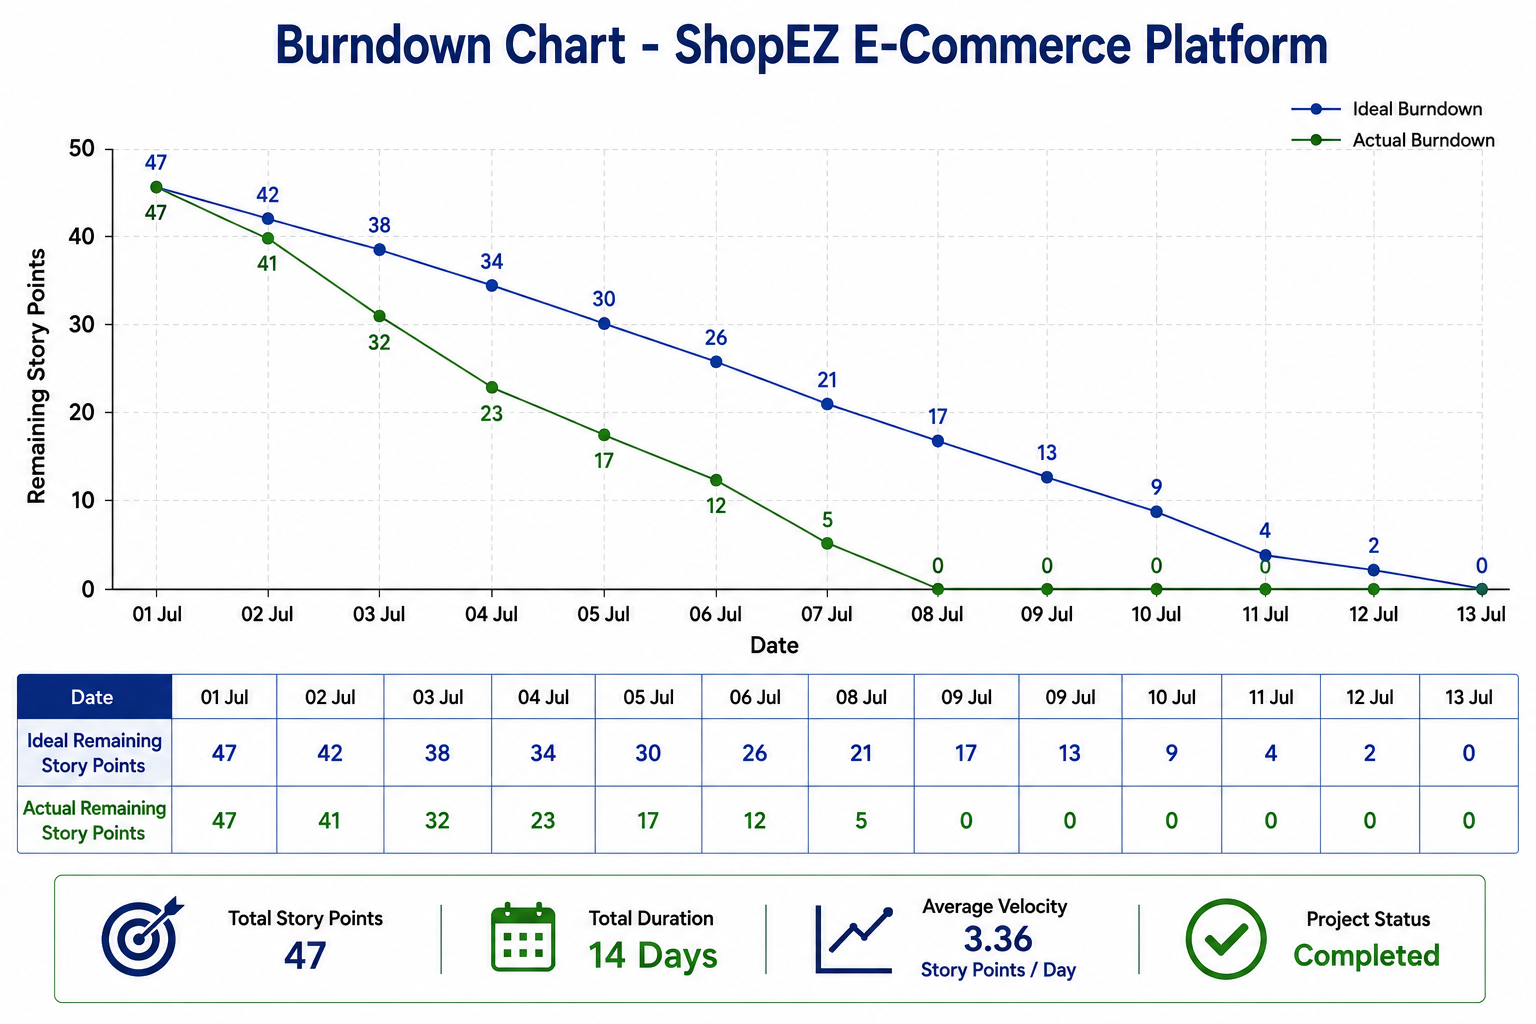 Burndown Chart - ShopEZ E-Commerce Platform
Ideal Burndown
Actual Burndown
Remaining Story Points
50
40
30
20
10
0
47 42 38 34 30 26 21 17 13 9 4 2 0
47 41 32 23 17 12 5 0 0 0 0
01 Jul 02 Jul 03 Jul 04 Jul 05 Jul 06 Jul 07 Jul 08 Jul 09 Jul 10 Jul 11 Jul 12 Jul 13 Jul
Date
Date 01 Jul 02 Jul 03 Jul 04 Jul 05 Jul 06 Jul 08 Jul 09 Jul 09 Jul 10 Jul 11 Jul 12 Jul 13 Jul
Ideal Remaining
Story Points
47 42 38 34 30 26 21 17 13 9 4 2 0
Actual Remaining
Story Points
47 41 32 23 17 12 5 0 0 0 0 0 0
Total Story Points
47
Total Duration
14 Days
Average Velocity
3.36
Story Points / Day
Project Status
Completed